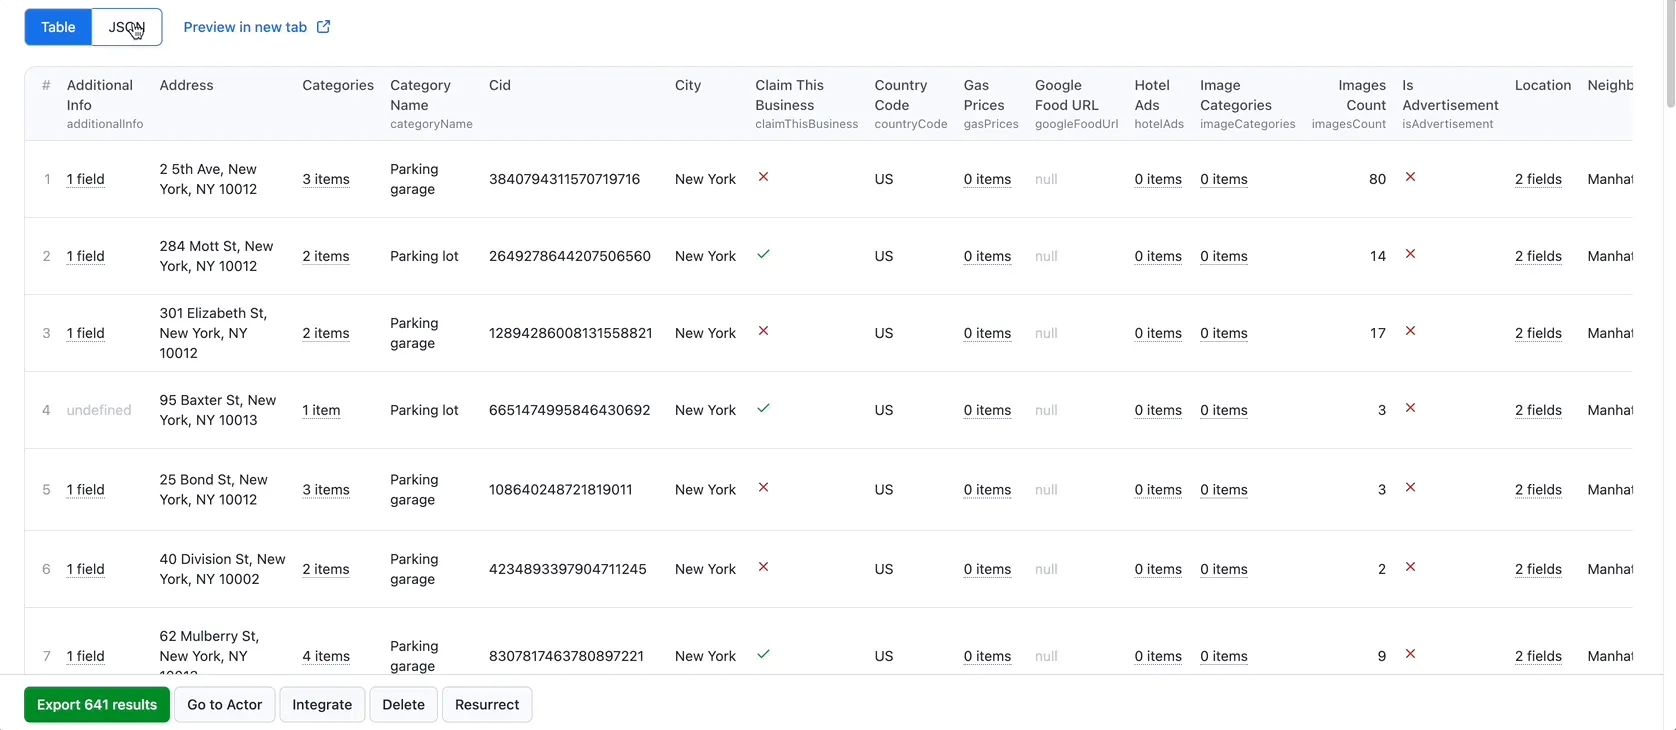 Table JSON Preview in new tab
# Additional Info additionalInfo Address Categories Category Name categoryName Cid City Claim This Business claimThisBusiness Country Code countryCode Gas Prices gasPrices Google Food URL googleFoodUrl Hotel Ads hotelAds Image Categories imageCategories Images Count imagesCount Is Advertisement isAdvertisement Location Neighb
1 1 field 2 5th Ave, New York, NY 10012 3 items Parking garage 3840794311570719716 New York US 0 items null 0 items 0 items 80 2 fields Manhat
2 1 field 284 Mott St, New York, NY 10012 2 items Parking lot 2649278644207506560 New York US 0 items null 0 items 0 items 14 2 fields Manhat
3 1 field 301 Elizabeth St, New York, NY 10012 2 items Parking garage 12894286008131558821 New York US 0 items null 0 items 0 items 17 2 fields Manhat
4 undefined 95 Baxter St, New York, NY 10013 1 item Parking lot 6651474995846430692 New York US 0 items null 0 items 0 items 3 2 fields Manhat
5 1 field 25 Bond St, New York, NY 10012 3 items Parking garage 108640248721819011 New York US 0 items null 0 items 0 items 3 2 fields Manhat
6 1 field 40 Division St, New York, NY 10002 2 items Parking garage 4234893397904711245 New York US 0 items null 0 items 0 items 2 2 fields Manhat
7 1 field 62 Mulberry St, New York, NY 4 items Parking garage 8307817463780897221 New York US 0 items null 0 items 0 items 9 2 fields Manhat
Export 641 results Go to Actor Integrate Delete Resurrect